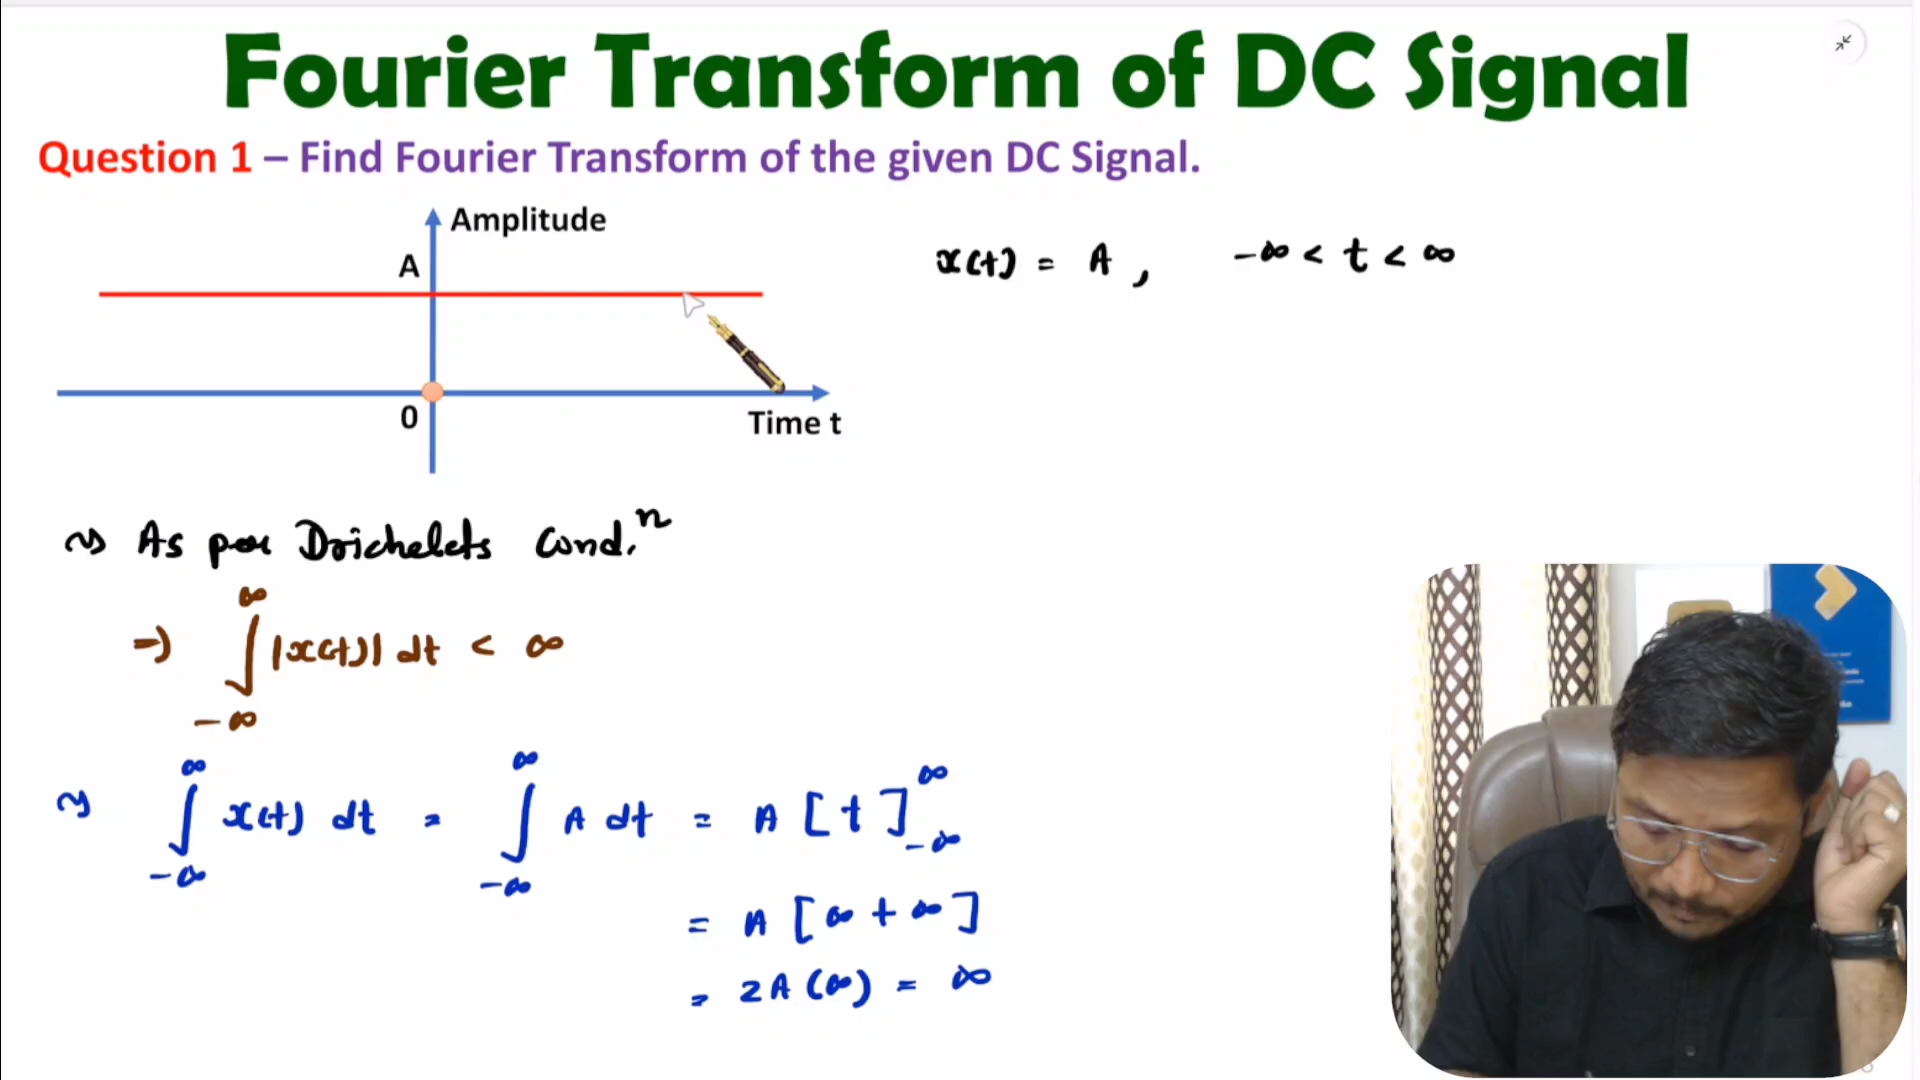 Fourier Transform of DC Signal
Question 1 – Find Fourier Transform of the given DC Signal.
Amplitude
A
0
Time t
x(t) = A , -∞ < t < ∞
~> As per Drichelets Cond.ⁿ
=) ∫_{-∞}^{∞} |x(t)| dt < ∞
~> ∫_{-∞}^{∞} x(t) dt = ∫_{-∞}^{∞} A dt = A [t]_{-∞}^{∞}
= A [∞ + ∞]
= 2A (∞) = ∞